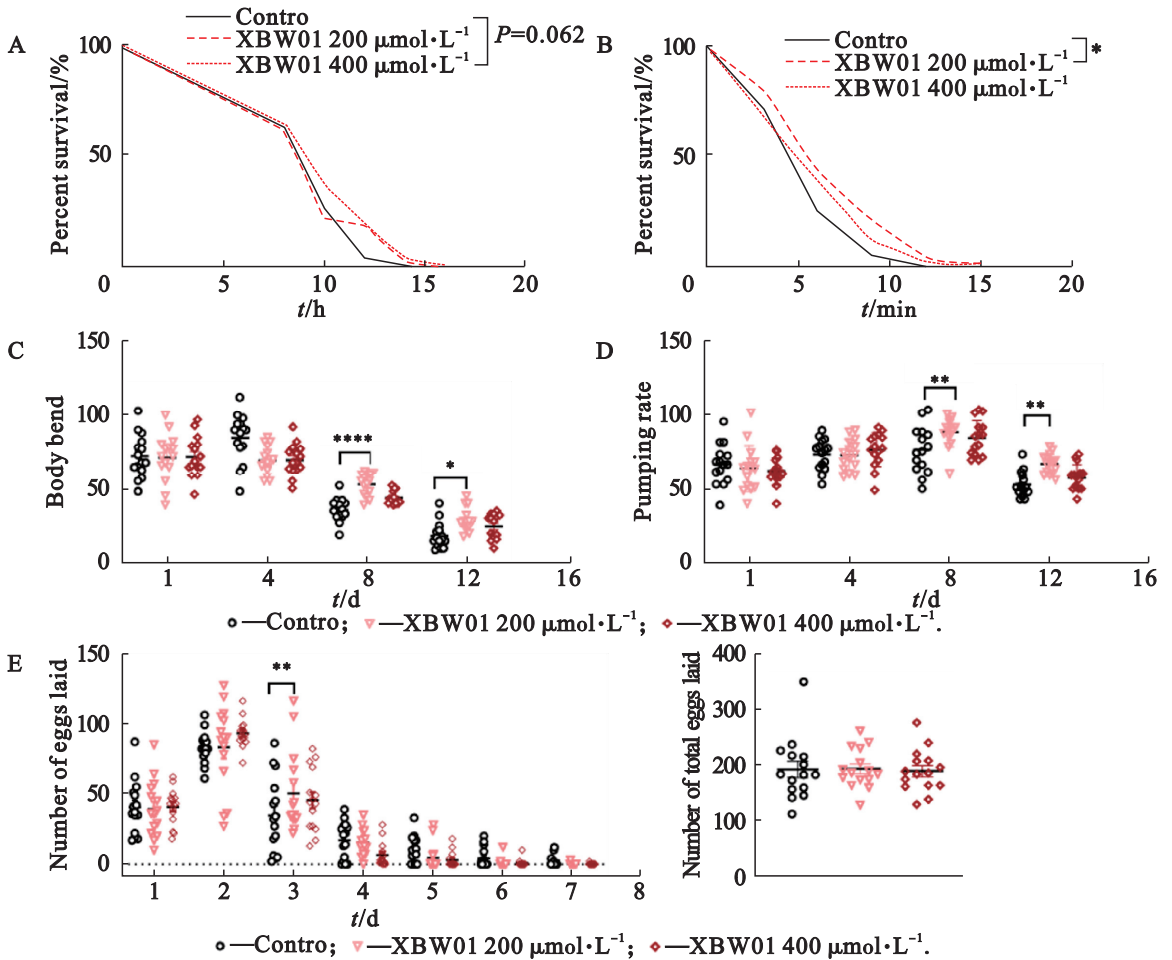 A
Contro
XBW01 200 μmol·L⁻¹
XBW01 400 μmol·L⁻¹
P=0.062
Percent survival/%
100
50
0
5
10
15
20
t/h
B
Contro
XBW01 200 μmol·L⁻¹
XBW01 400 μmol·L⁻¹
*
Percent survival/%
100
50
0
5
10
15
20
t/min
C
Body bend
150
100
50
0
****
*
1
4
8
12
16
t/d
D
Pumping rate
150
100
50
0
**
**
1
4
8
12
16
t/d
—Contro; —XBW01 200 μmol·L⁻¹; —XBW01 400 μmol·L⁻¹.
E
Number of eggs laid
150
100
50
0
**
1
2
3
4
5
6
7
8
t/d
Number of total eggs laid
400
300
200
100
0
—Contro; —XBW01 200 μmol·L⁻¹; —XBW01 400 μmol·L⁻¹.